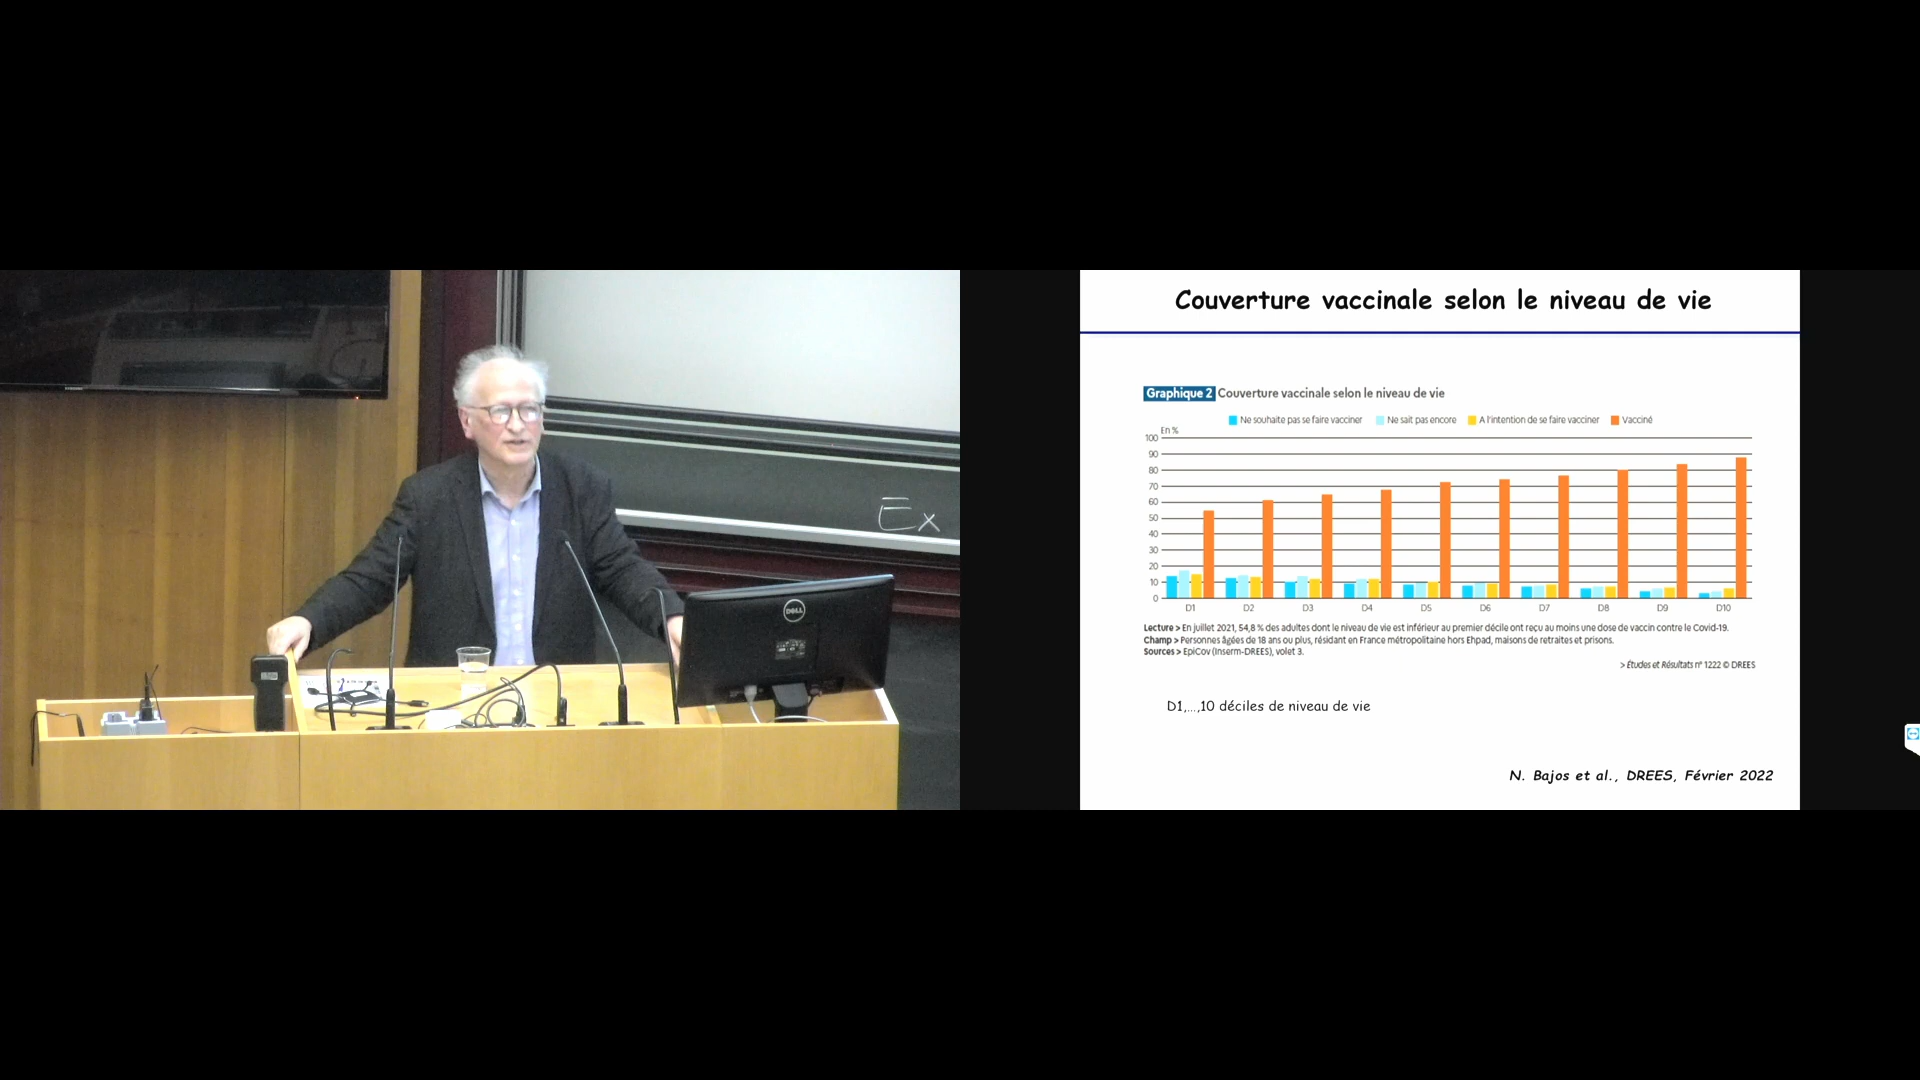 Ex
DELL
Couverture vaccinale selon le niveau de vie
Graphique 2 Couverture vaccinale selon le niveau de vie
Ne souhaite pas se faire vacciner Ne sait pas encore A l'intention de se faire vacciner Vacciné
En %
100
90
80
70
60
50
40
30
20
10
0
D1 D2 D3 D4 D5 D6 D7 D8 D9 D10
Lecture > En juillet 2021, 54,8 % des adultes dont le niveau de vie est inférieur au premier décile ont reçu au moins une dose de vaccin contre le Covid-19.
Champ > Personnes âgées de 18 ans ou plus, résidant en France métropolitaine hors Ehpad, maisons de retraites et prisons.
Sources > EpiCov (Inserm-DREES), volet 3.
> Études et Résultats n° 1222 © DREES
D1,...,10 déciles de niveau de vie
N. Bajos et al., DREES, Février 2022